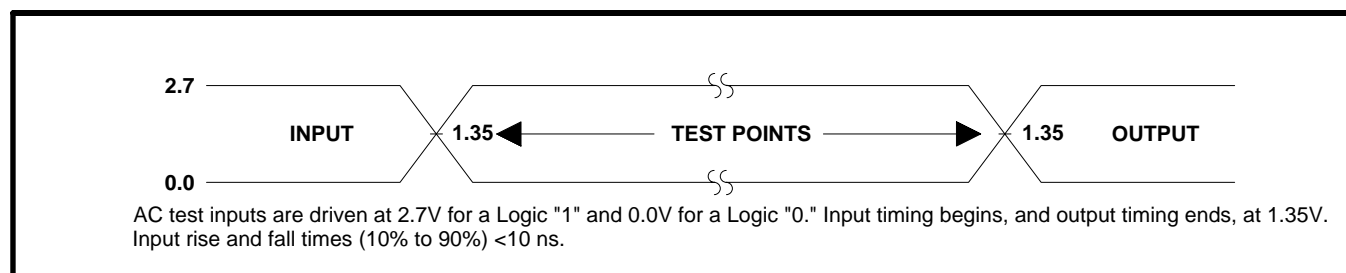 2.7
INPUT 1.35 TEST POINTS 1.35 OUTPUT
0.0
AC test inputs are driven at 2.7V for a Logic "1" and 0.0V for a Logic "0." Input timing begins, and output timing ends, at 1.35V.
Input rise and fall times (10% to 90%) <10 ns.